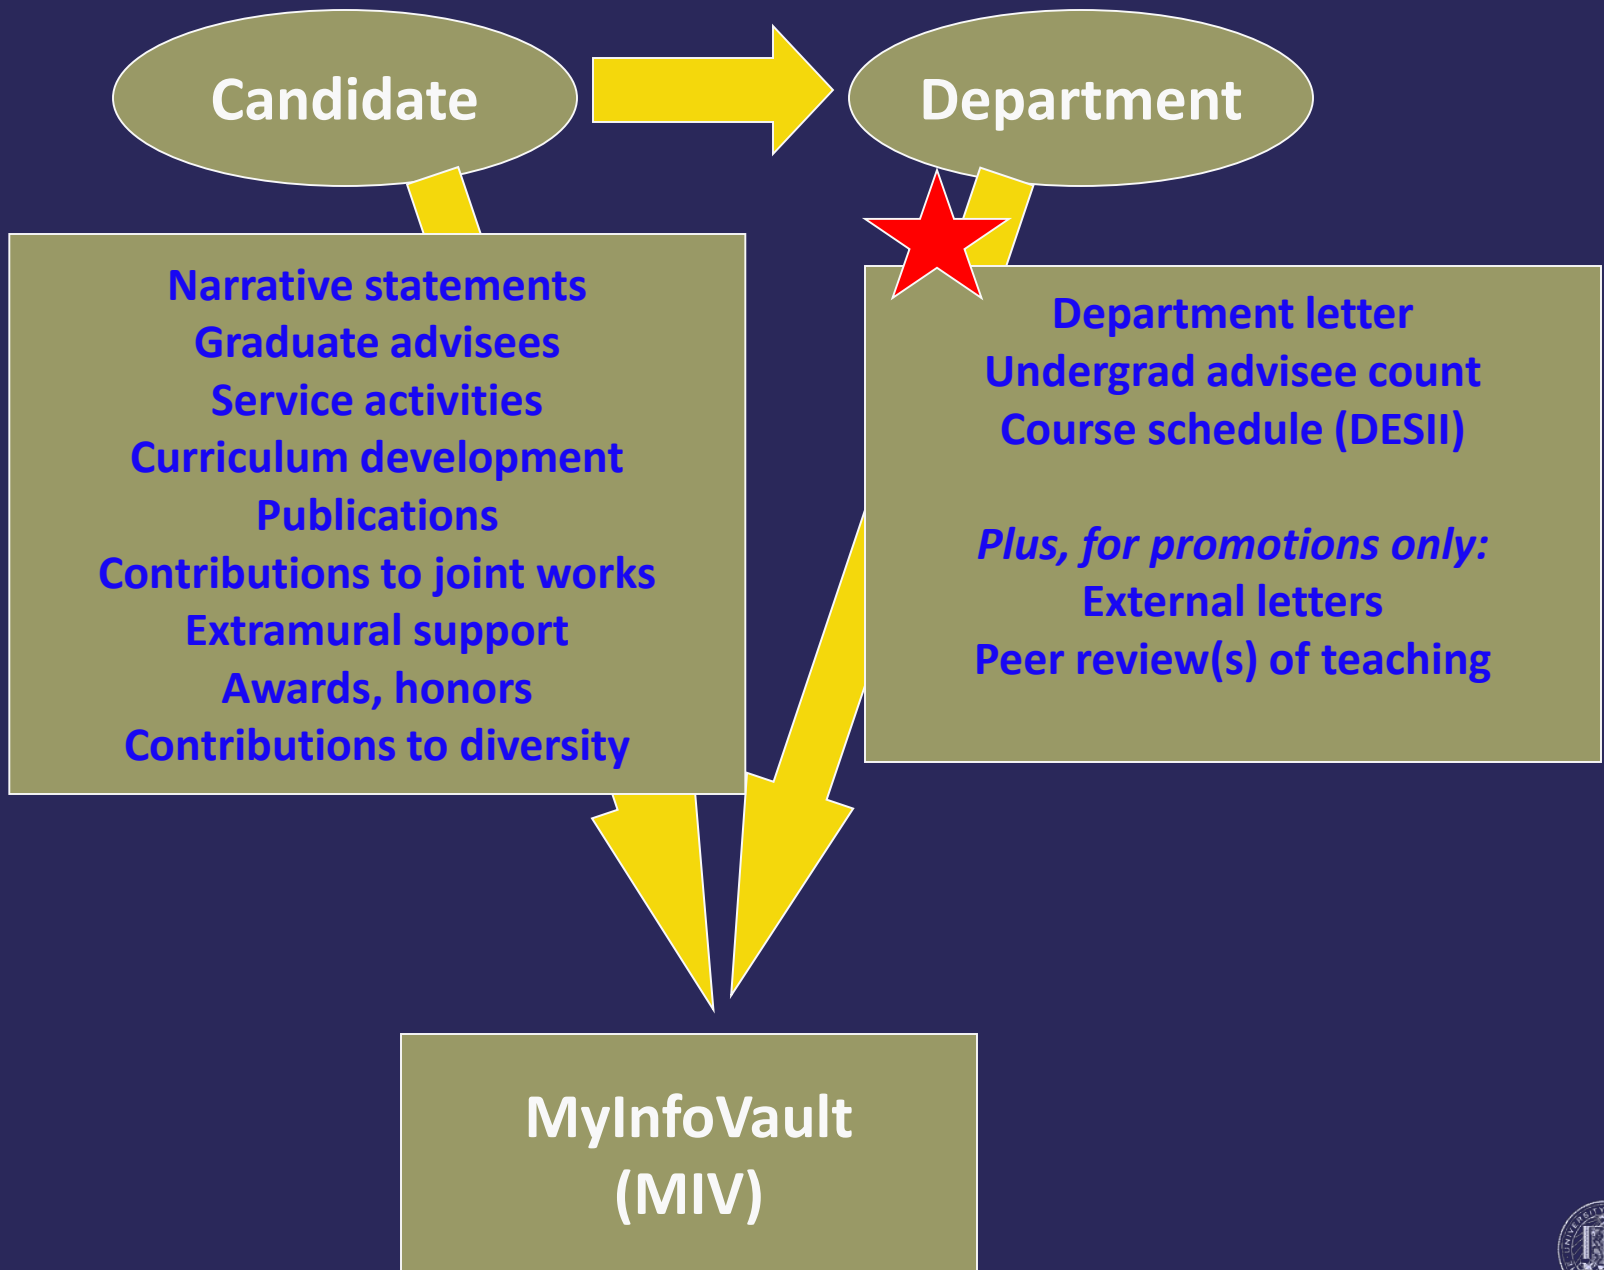 Candidate
Department
Narrative statements
Graduate advisees
Service activities
Curriculum development
Publications
Contributions to joint works
Extramural support
Awards, honors
Contributions to diversity
Department letter
Undergrad advisee count
Course schedule (DESII)
Plus, for promotions only:
External letters
Peer review(s) of teaching
MyInfoVault
(MIV)